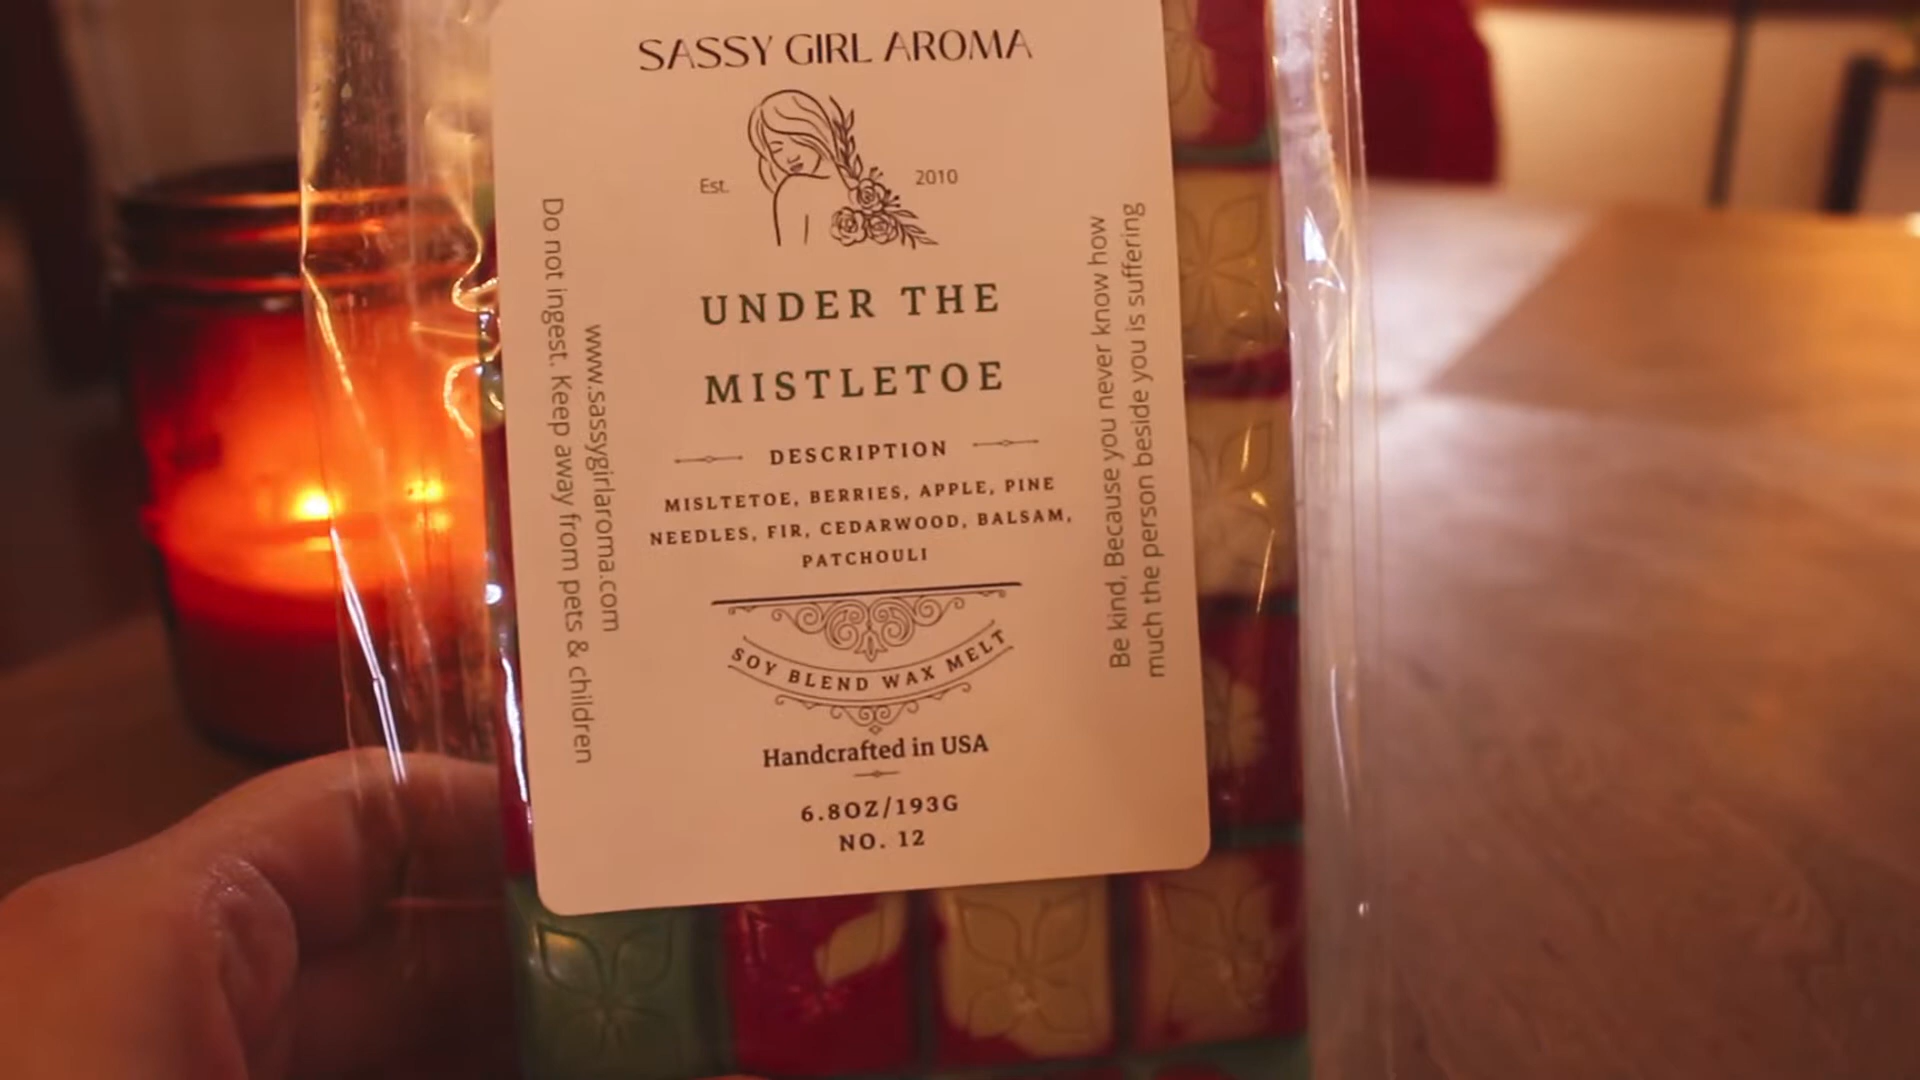 SASSY GIRL AROMA
Est. 2010
UNDER THE
MISTLETOE
DESCRIPTION
MISLTETOE, BERRIES, APPLE, PINE
NEEDLES, FIR, CEDARWOOD, BALSAM,
PATCHOULI
SOY BLEND WAX MELT
Handcrafted in USA
6.8OZ/193G
NO. 12
Do not ingest. Keep away from pets & children
www.sassygirlaroma.com
Be kind, Because you never know how
much the person beside you is suffering